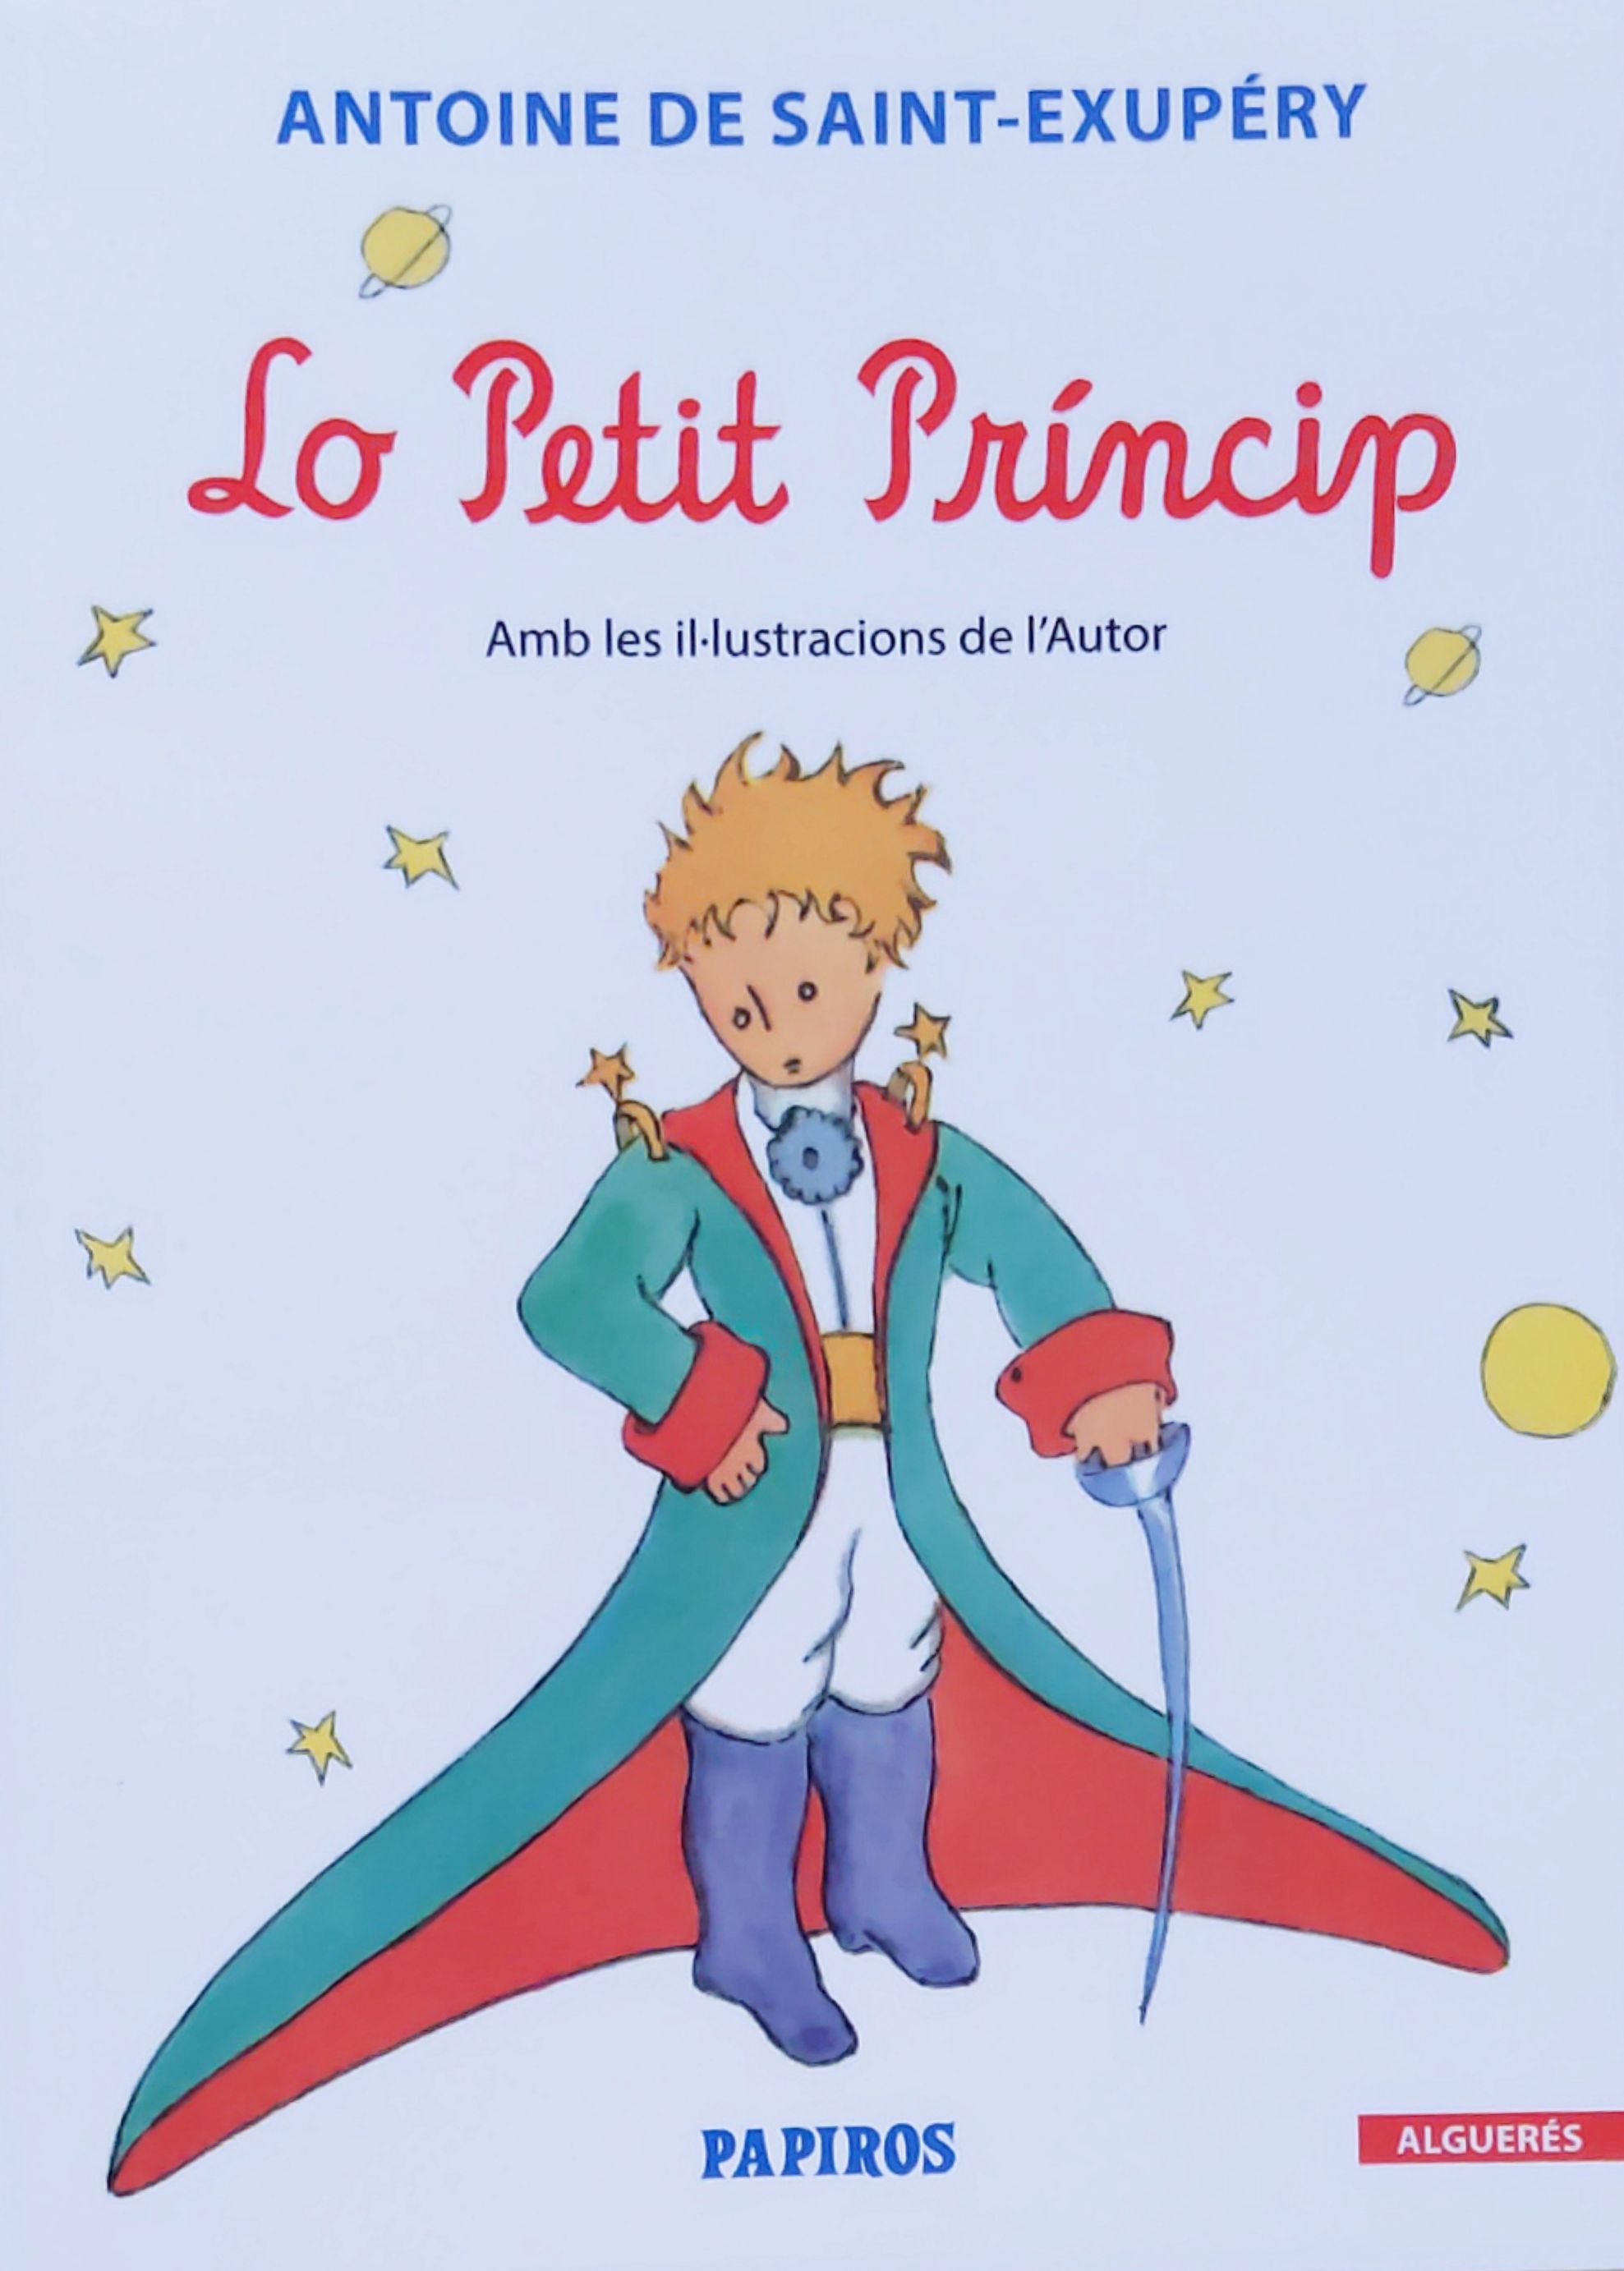 ANTOINE DE SAINT-EXUPÉRY
Lo Petit Príncip
Amb les il·lustracions de l'Autor
PAPIROS
ALGUERÉS